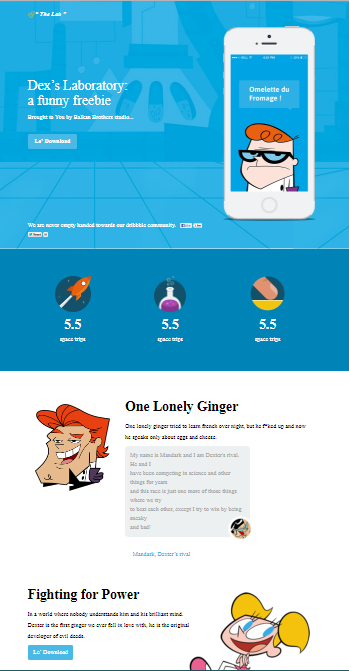 " The Lab "
Omelette du
Fromage !
Dex's Laboratory:
a funny freebie
Brought to You by Balkan Brothers studio...
Le' Download
We are never empty handed towards our dribbble community.
5.5
5.5
5.5
space trips
space trips
space trips
One Lonely Ginger
One lonely ginger tried to learn french over night, but he f*ked up and now
he speaks only about eggs and cheese.
My name is Mandark and I am Dexter's rival.
He and I
have been competing in science and other
things for years
and this race is just one more of those things
where we try
to beat each other, except I try to win by being
sneaky
and bad!
Mandark, Dexter's rival
Fighting for Power
In a world where nobody understands him and his brilliant mind.
Dexter is the first ginger we ever fell in love with, he is the original
developer of evil deeds.
Le' Download